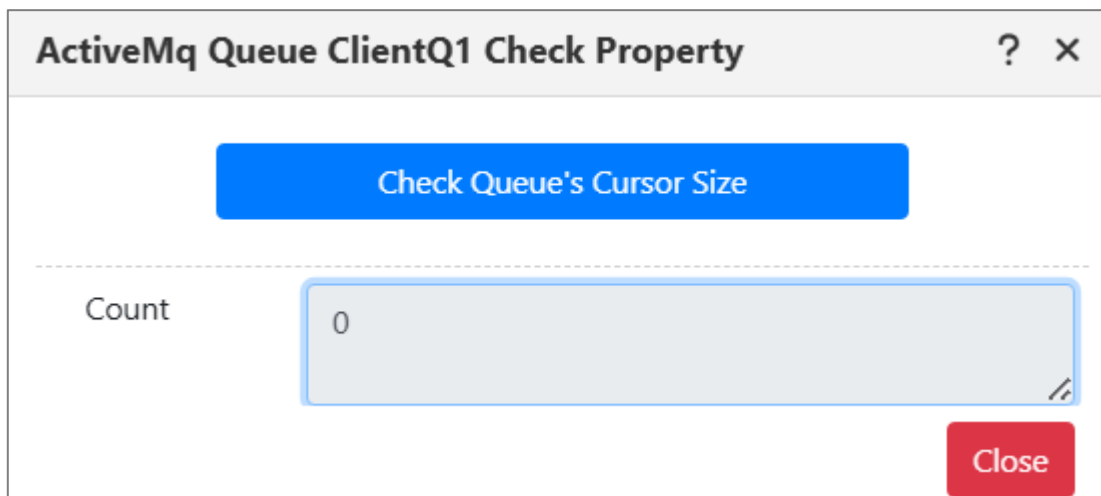 ActiveMq Queue ClientQ1 Check Property ? ×
Check Queue's Cursor Size
Count 0
Close